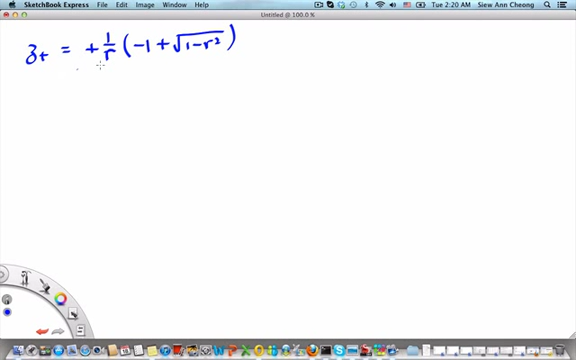 SketchBook Express File Edit Image Window Help Tue 2:20 AM Siew Ann Cheong
Untitled @ 100.0 %
z₊ = + 1/r (−1 + √(1−r²))